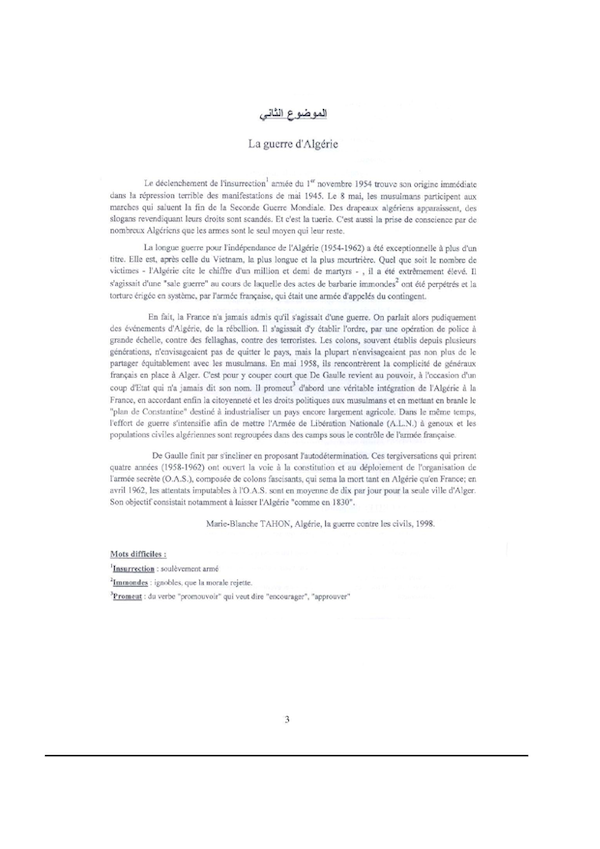 الموضوع الثاني
La guerre d'Algérie
Le déclenchement de l'insurrection1 armée du 1er novembre 1954 trouve son origine immédiate
dans la répression terrible des manifestations de mai 1945. Le 8 mai, les musulmans participent aux
marches qui saluent la fin de la Seconde Guerre Mondiale. Des drapeaux algériens apparaissent, des
slogans revendiquant leurs droits sont scandés. Et c'est la tuerie. C'est aussi la prise de conscience par de
nombreux Algériens que les armes sont le seul moyen qui leur reste.
La longue guerre pour l'indépendance de l'Algérie (1954-1962) a été exceptionnelle à plus d'un
titre. Elle est, après celle du Vietnam, la plus longue et la plus meurtrière. Quel que soit le nombre de
victimes - l'Algérie cite le chiffre d'un million et demi de martyrs - , il a été extrêmement élevé. Il
s'agissait d'une "sale guerre" au cours de laquelle des actes de barbarie immondes2 ont été perpétrés et la
torture érigée en système, par l'armée française, qui était une armée d'appelés du contingent.
En fait, la France n'a jamais admis qu'il s'agissait d'une guerre. On parlait alors pudiquement
des événements d'Algérie, de la rébellion. Il s'agissait d'y établir l'ordre, par une opération de police à
grande échelle, contre des fellaghas, contre des terroristes. Les colons, souvent établis depuis plusieurs
générations, n'envisageaient pas de quitter le pays, mais la plupart n'envisageaient pas non plus de le
partager équitablement avec les musulmans. En mai 1958, ils rencontrèrent la complicité de généraux
français en place à Alger. C'est pour y couper court que De Gaulle revient au pouvoir, à l'occasion d'un
coup d'Etat qui n'a jamais dit son nom. Il promeut3 d'abord une véritable intégration de l'Algérie à la
France, en accordant enfin la citoyenneté et les droits politiques aux musulmans et en mettant en branle le
"plan de Constantine" destiné à industrialiser un pays encore largement agricole. Dans le même temps,
l'effort de guerre s'intensifie afin de mettre l'Armée de Libération Nationale (A.L.N.) à genoux et les
populations civiles algériennes sont regroupées dans des camps sous le contrôle de l'armée française.
De Gaulle finit par s'incliner en proposant l'autodétermination. Ces tergiversations qui prirent
quatre années (1958-1962) ont ouvert la voie à la constitution et au déploiement de l'organisation de
l'armée secrète (O.A.S.), composée de colons fascisants, qui sema la mort tant en Algérie qu'en France; en
avril 1962, les attentats imputables à l'O.A.S. sont en moyenne de dix par jour pour la seule ville d'Alger.
Son objectif consistait notamment à laisser l'Algérie "comme en 1830".
Marie-Blanche TAHON, Algérie, la guerre contre les civils, 1998.
Mots difficiles :
1Insurrection : soulèvement armé
2Immondes : ignobles, que la morale rejette.
3Promeut : du verbe "promouvoir" qui veut dire "encourager", "approuver"
3